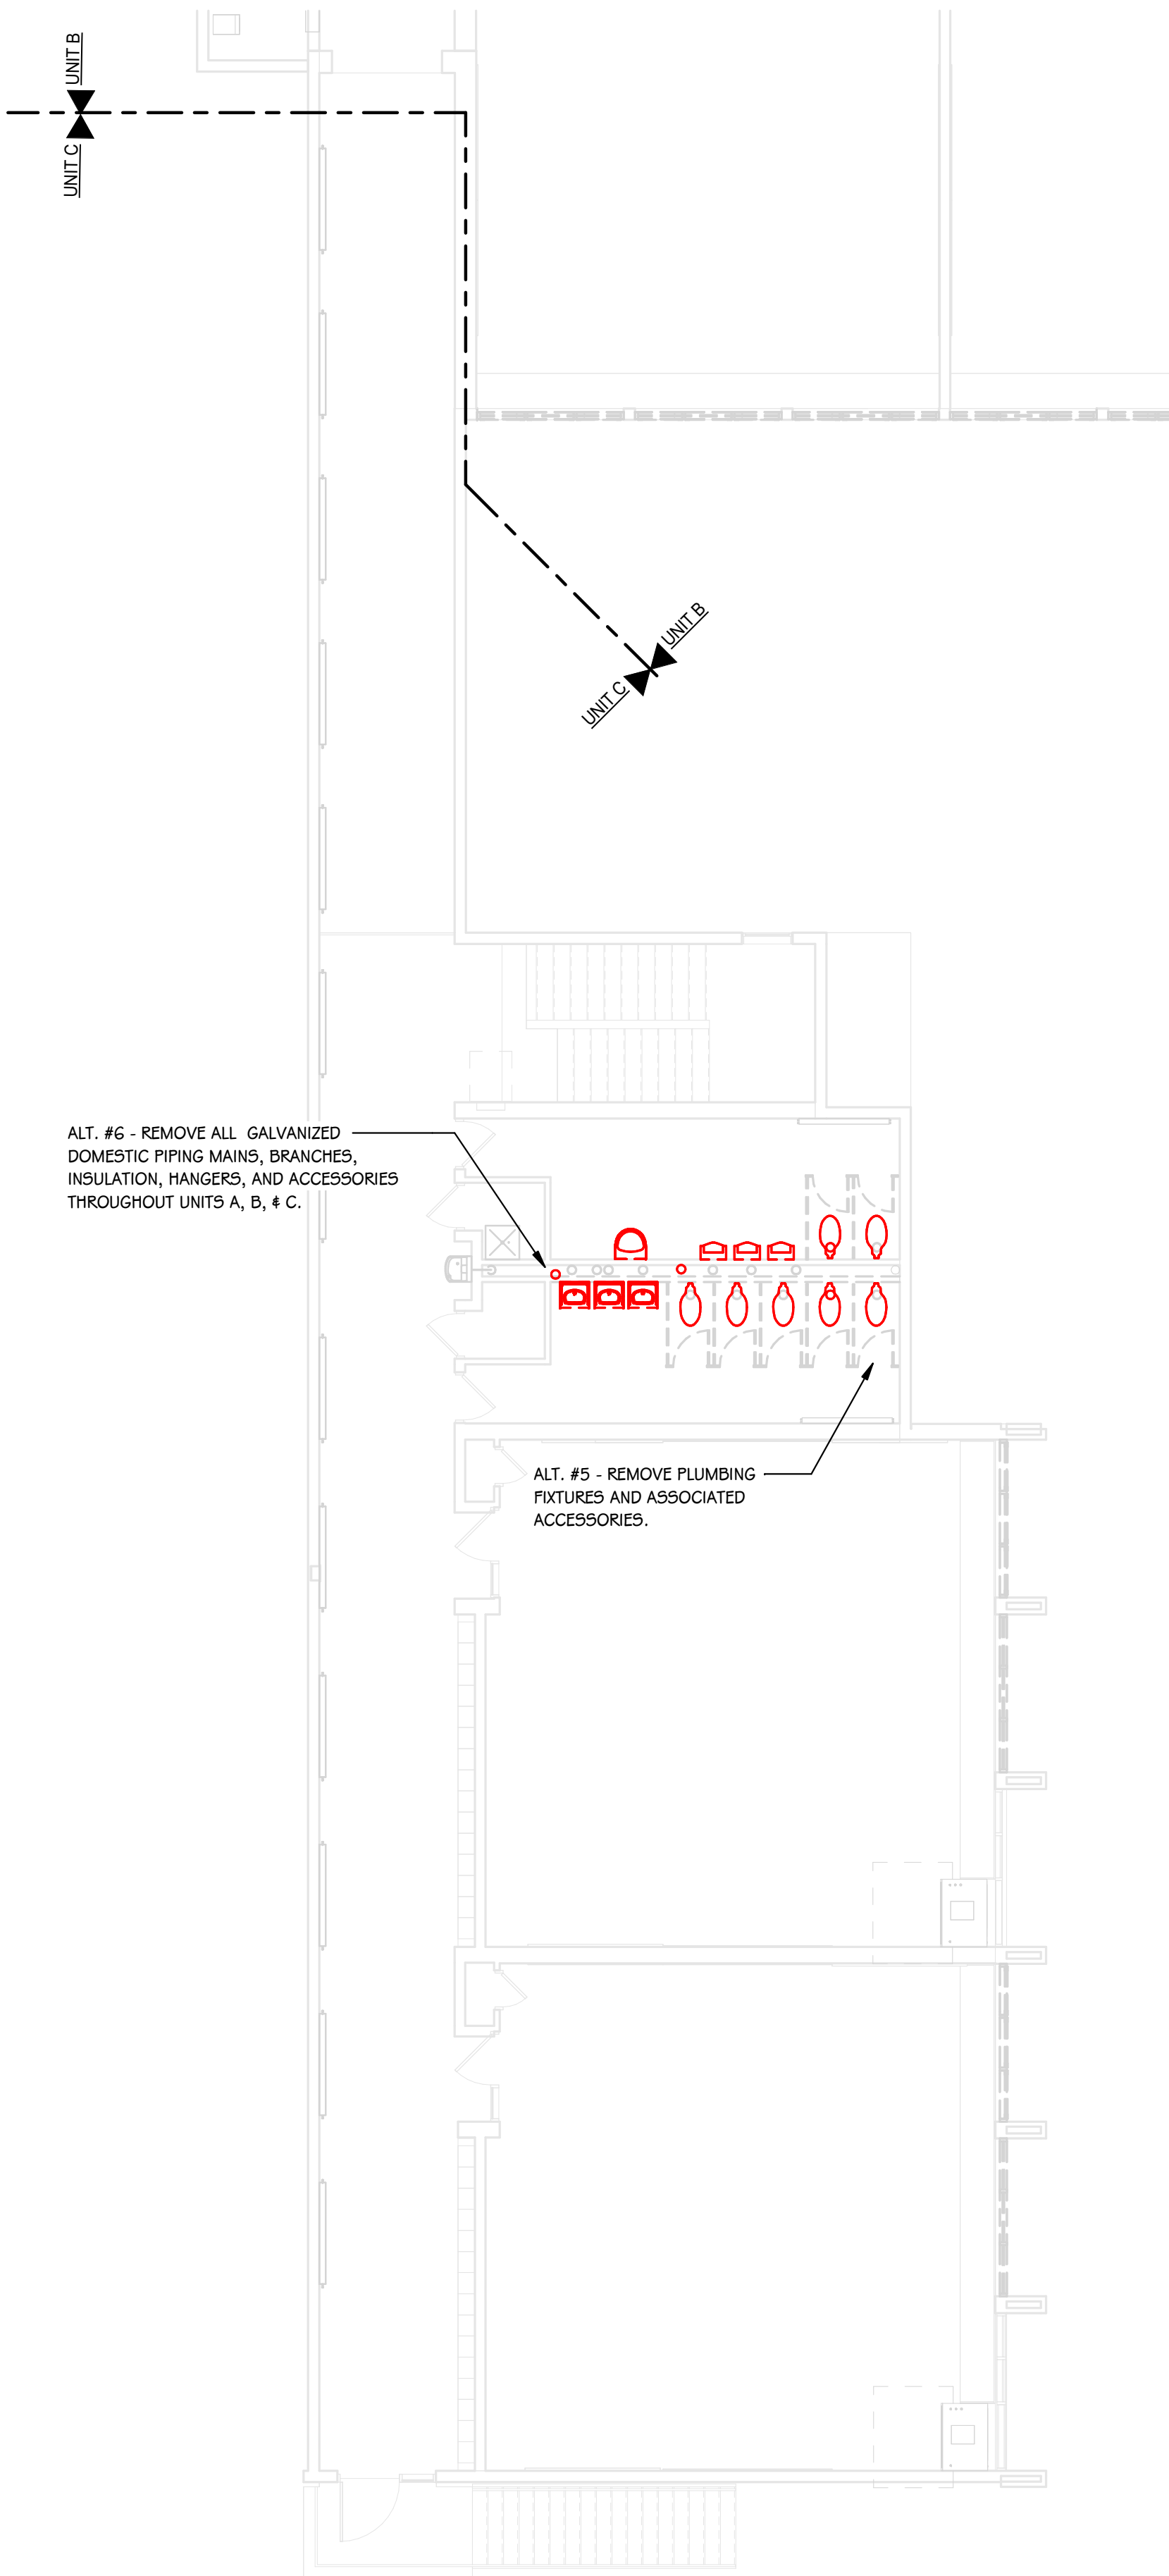 UNIT B
UNIT C
UNIT B
UNIT C
ALT. #6 - REMOVE ALL GALVANIZED
DOMESTIC PIPING MAINS, BRANCHES,
INSULATION, HANGERS, AND ACCESSORIES
THROUGHOUT UNITS A, B, & C.
ALT. #5 - REMOVE PLUMBING
FIXTURES AND ASSOCIATED
ACCESSORIES.